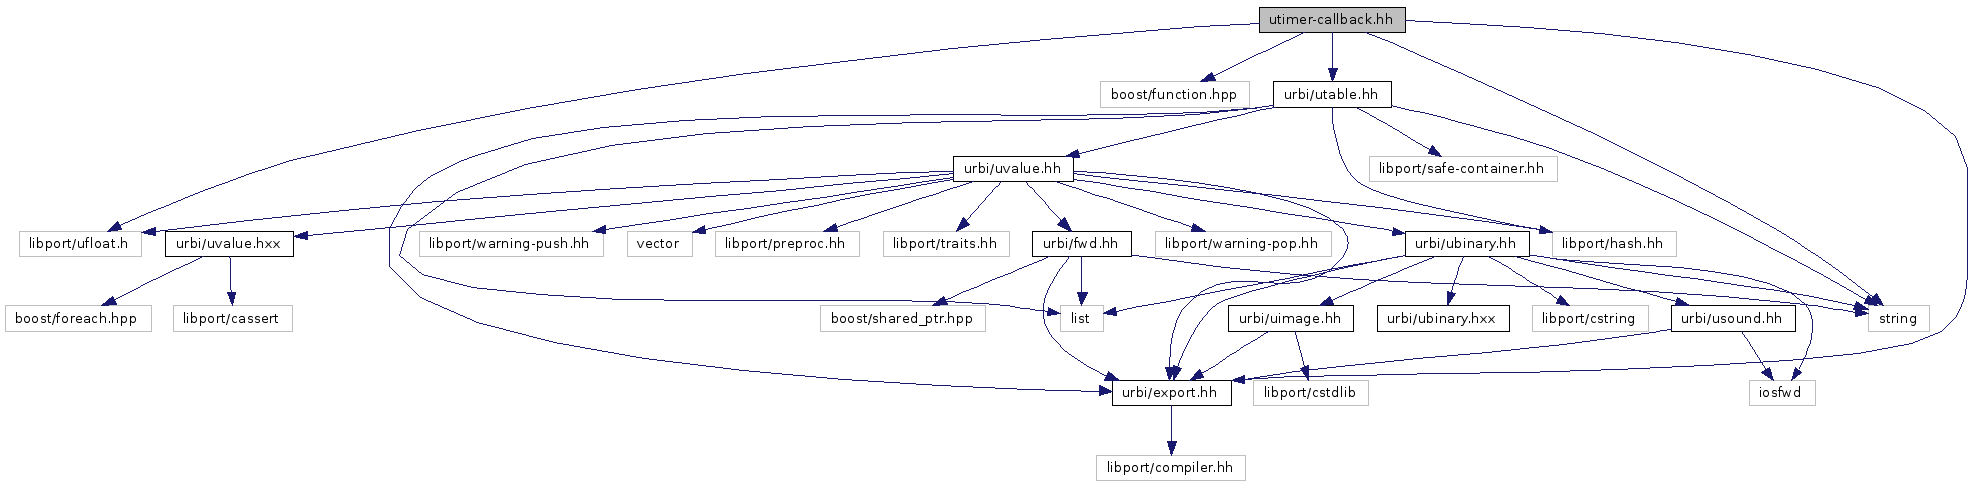 utimer-callback.hh
boost/function.hpp
urbi/utable.hh
urbi/uvalue.hh
libport/safe-container.hh
libport/ufloat.h
urbi/uvalue.hxx
libport/warning-push.hh
vector
libport/preproc.hh
libport/traits.hh
urbi/fwd.hh
libport/warning-pop.hh
urbi/ubinary.hh
libport/hash.hh
boost/foreach.hpp
libport/cassert
boost/shared_ptr.hpp
list
urbi/uimage.hh
urbi/ubinary.hxx
libport/cstring
urbi/usound.hh
string
urbi/export.hh
libport/cstdlib
iosfwd
libport/compiler.hh